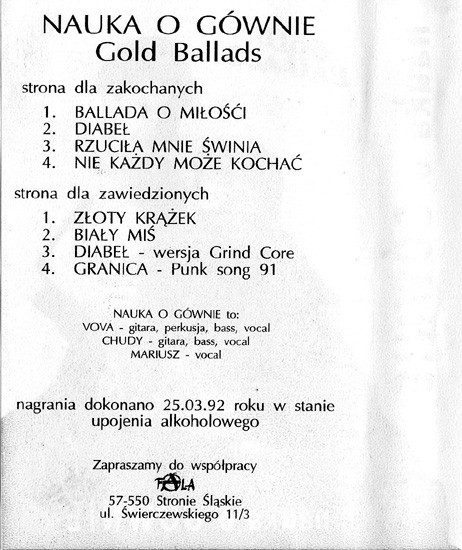 NAUKA O GÓWNIE
Gold Ballads
strona dla zakochanych
1. BALLADA O MIŁOŚĆI
2. DIABEŁ
3. RZUCIŁA MNIE ŚWINIA
4. NIE KAŻDY MOŻE KOCHAĆ
strona dla zawiedzionych
1. ZŁOTY KRĄŻEK
2. BIAŁY MIŚ
3. DIABEŁ - wersja Grind Core
4. GRANICA - Punk song 91
NAUKA O GÓWNIE to:
VOVA - gitara, perkusja, bass, vocal
CHUDY - gitara, bass, vocal
MARIUSZ - vocal
nagrania dokonano 25.03.92 roku w stanie
upojenia alkoholowego
Zapraszamy do współpracy
FALA
57-550 Stronie Śląskie
ul. Świerczewskiego 11/3